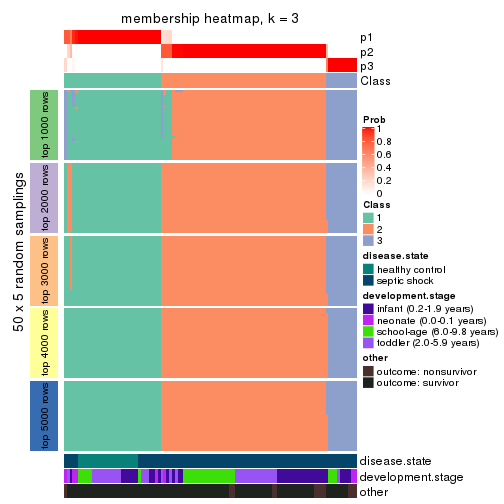 membership heatmap, k = 3
p1
p2
p3
Class
50 x 5 random samplings
top 1000 rows
top 2000 rows
top 3000 rows
top 4000 rows
top 5000 rows
disease.state
development.stage
other
Prob
1
0.8
0.6
0.4
0.2
0
Class
1
2
3
disease.state
healthy control
septic shock
development.stage
infant (0.2-1.9 years)
neonate (0.0-0.1 years)
school-age (6.0-9.8 years)
toddler (2.0-5.9 years)
other
outcome: nonsurvivor
outcome: survivor